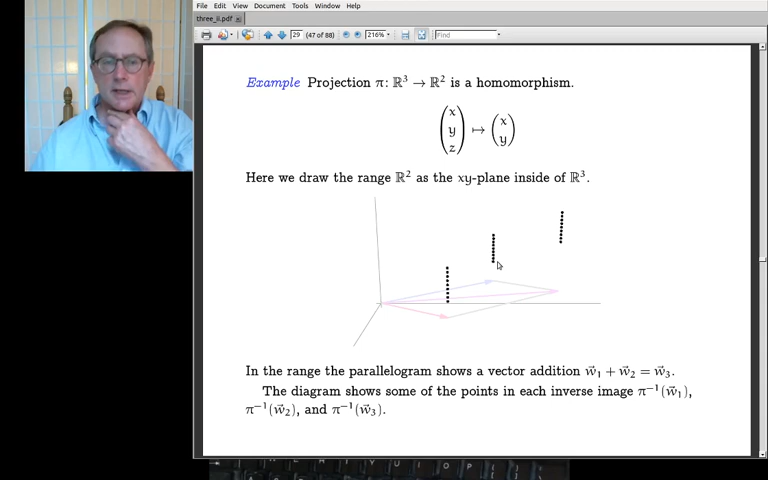 File Edit View Document Tools Window Help
three_ii.pdf
29 (47 of 88) 216% Find
Example Projection π: ℝ³ → ℝ² is a homomorphism.
(x y z) ↦ (x y)
Here we draw the range ℝ² as the xy-plane inside of ℝ³.
In the range the parallelogram shows a vector addition w⃗₁ + w⃗₂ = w⃗₃.
The diagram shows some of the points in each inverse image π⁻¹(w⃗₁),
π⁻¹(w⃗₂), and π⁻¹(w⃗₃).